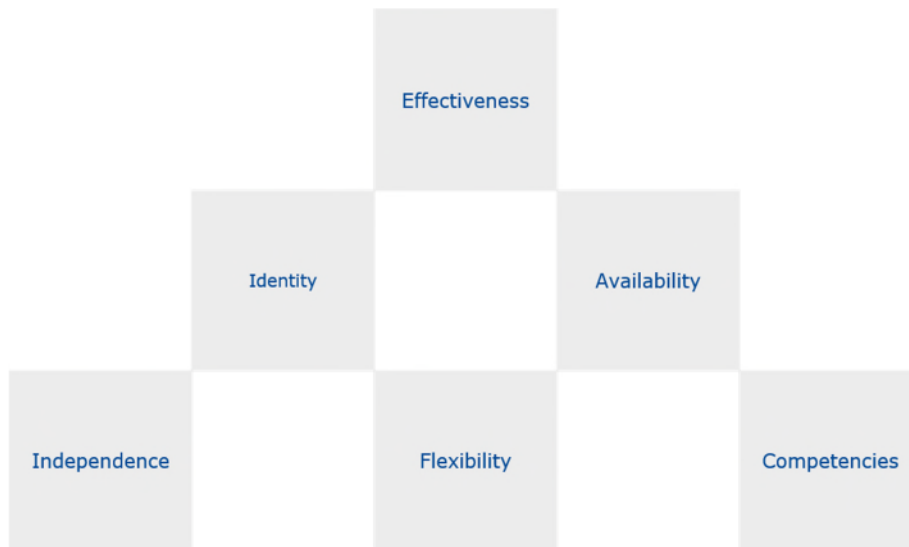 Effectiveness
Identity
Availability
Independence
Flexibility
Competencies